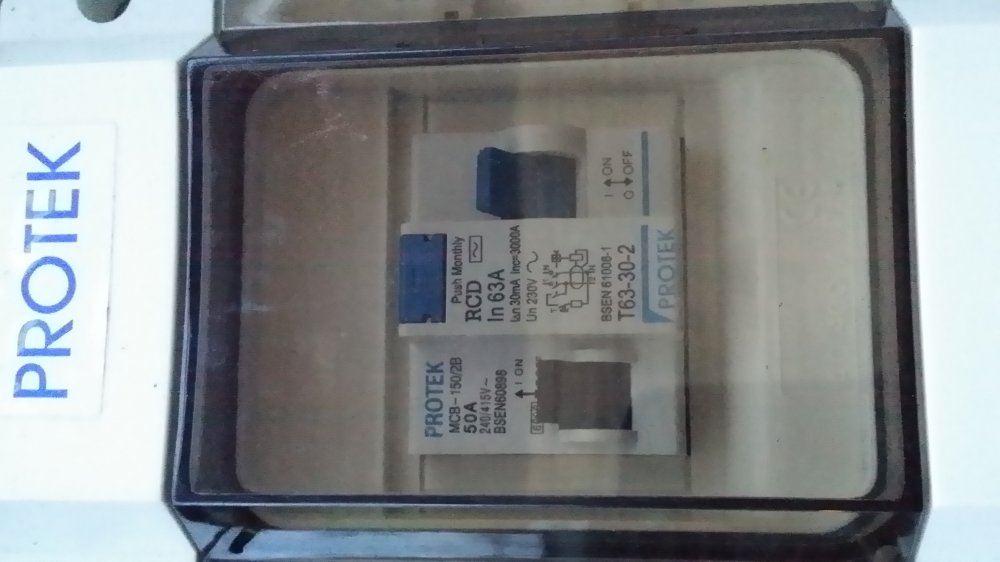 PROTEK
I ON
O OFF
Push Monthly
RCD
In 63A
I∆n 30mA Inc=3000A
Un 230V ~
BSEN 61008-1
T63-30-2
PROTEK
PROTEK
MCB-150/2B
50A
240/415V~
BSEN60898
I ON